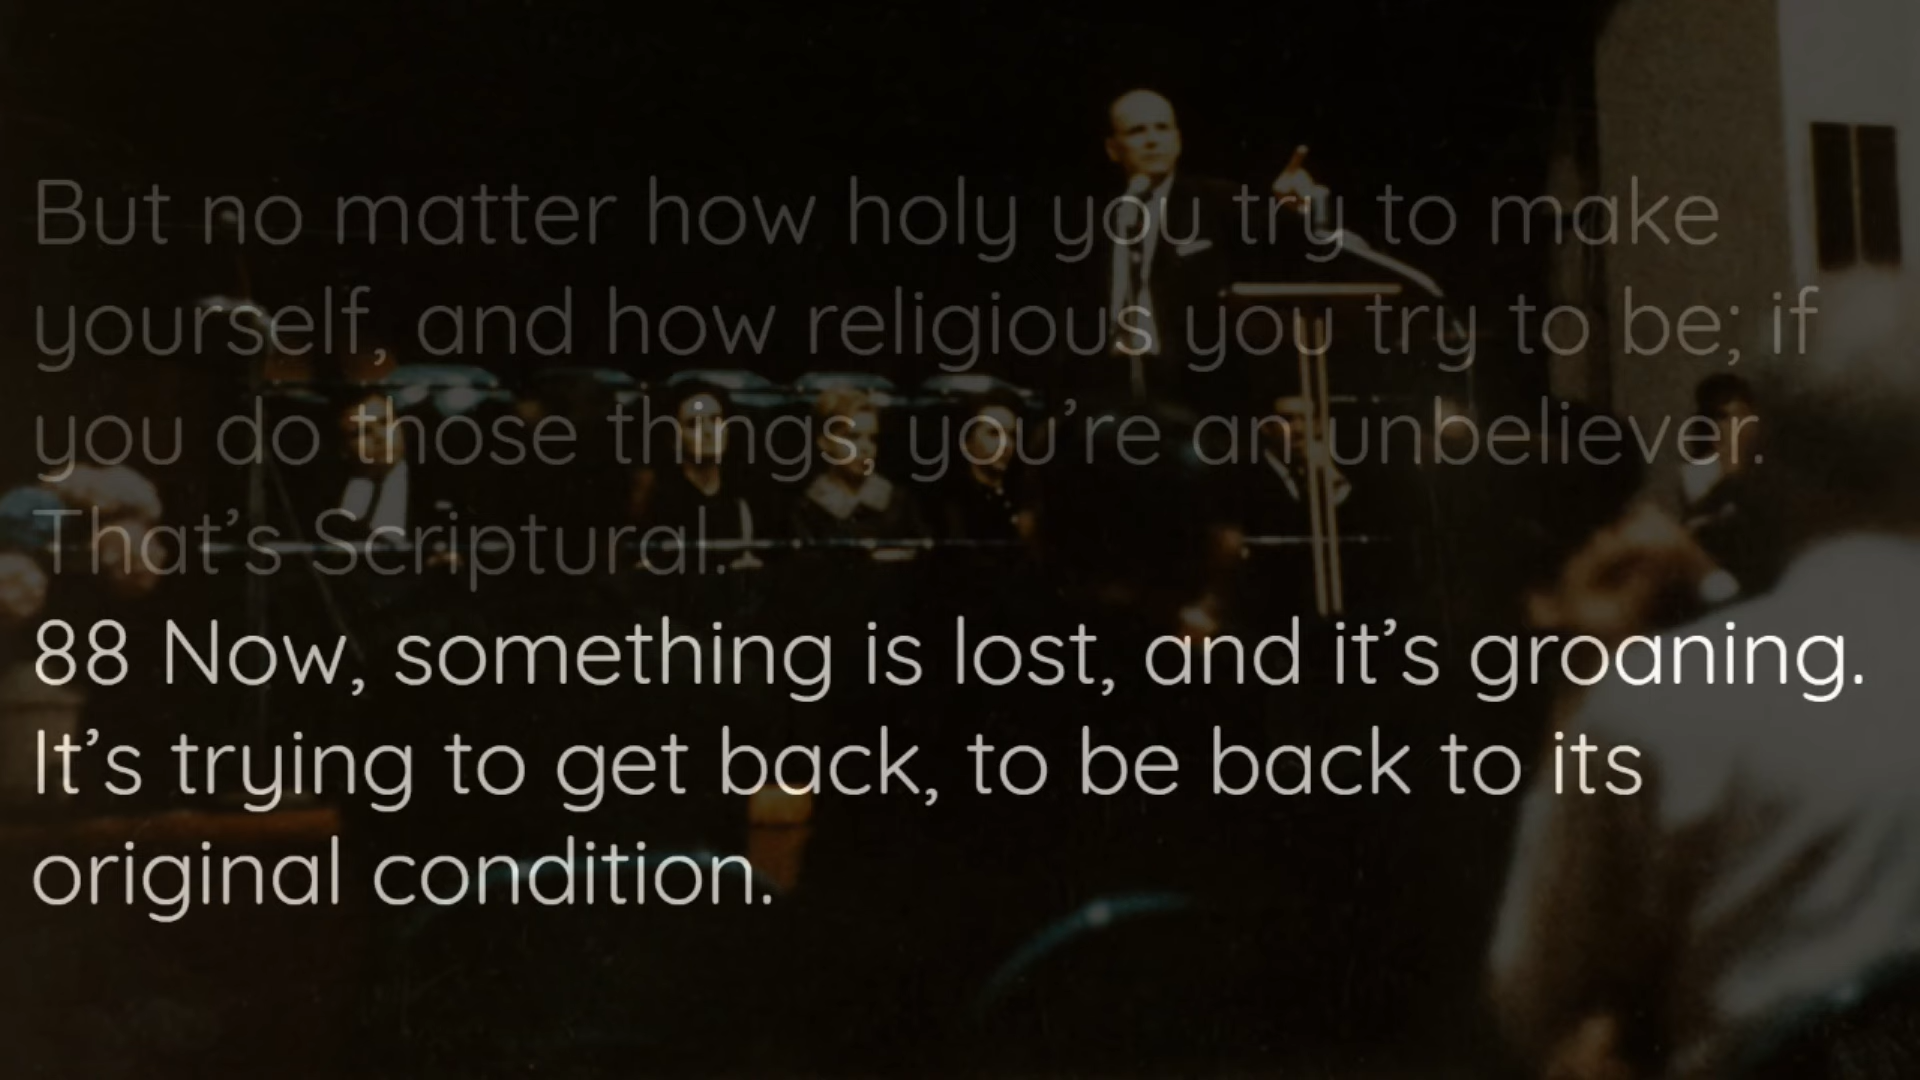 But no matter how holy you try to make
yourself, and how religious you try to be; if
you do those things, you’re an unbeliever.
That’s Scriptural.
88 Now, something is lost, and it’s groaning.
It’s trying to get back, to be back to its
original condition.